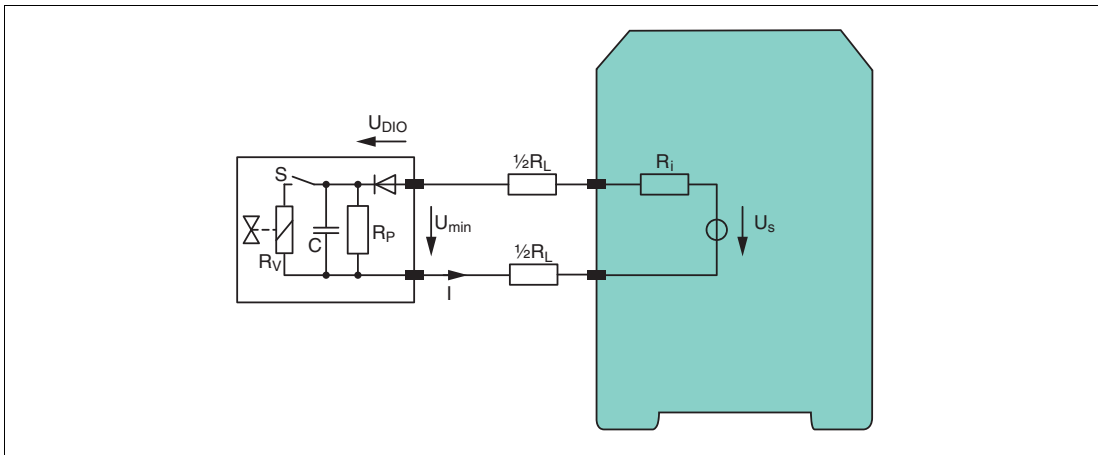 U_DIO
½R_L
R_i
S
U_min
U_s
C
R_P
R_V
½R_L
I